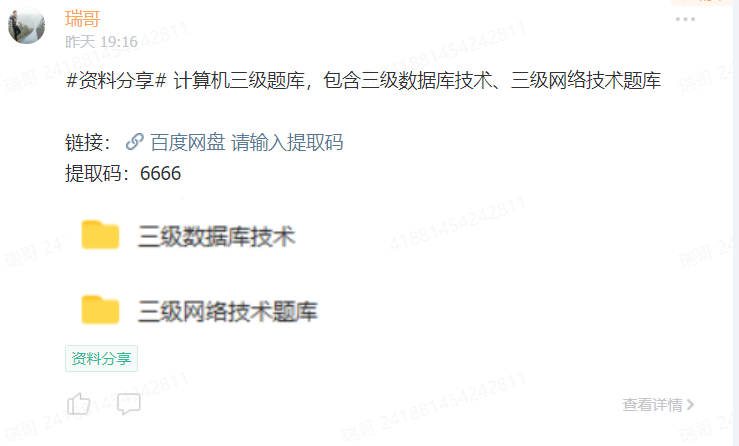 瑞哥
昨天 19:16
#资料分享# 计算机三级题库，包含三级数据库技术、三级网络技术题库
链接： 百度网盘 请输入提取码
提取码：6666
三级数据库技术
三级网络技术题库
资料分享
查看详情
瑞哥 241881454242811